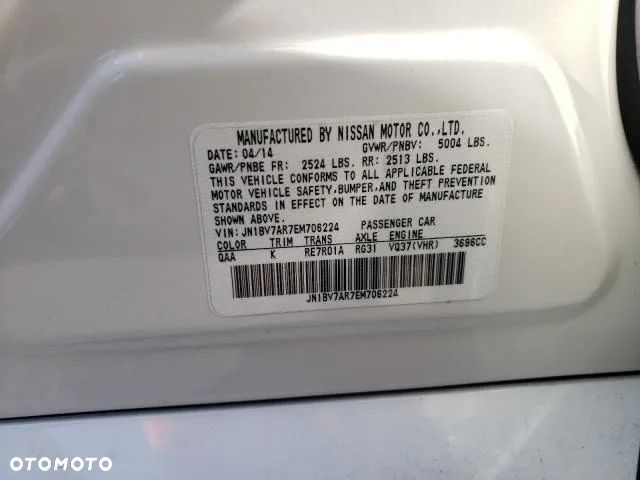 MANUFACTURED BY NISSAN MOTOR CO.,LTD.
DATE: 04/14 GVWR/PNBV: 5004 LBS.
GAWR/PNBE FR: 2524 LBS. RR: 2513 LBS.
THIS VEHICLE CONFORMS TO ALL APPLICABLE FEDERAL
MOTOR VEHICLE SAFETY, BUMPER, AND THEFT PREVENTION
STANDARDS IN EFFECT ON THE DATE OF MANUFACTURE
SHOWN ABOVE.
VIN: JN1BV7AR7EM706224 PASSENGER CAR
COLOR TRIM TRANS AXLE ENGINE
QAA K RE7R01A RG31 VQ37(VHR) 3696CC
JN1BV7AR7EM706224
OTOMOTO